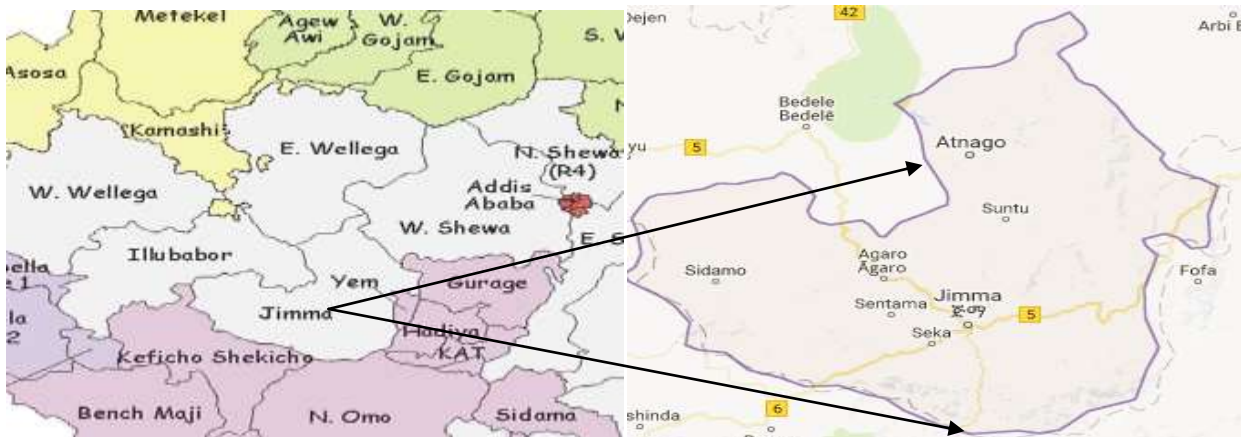 Metekel
Agew
Awi
W.
Gojam
Asosa
E. Gojam
Kamashi
E. Wellega
N. Shewa
(R4)
W. Wellega
Addis
Ababa
W. Shewa
Illubabor
Yem
Gurage
Jimma
Hadiya
KAT
Keficho Shekicho
Bench Maji
N. Omo
Sidama
42
Arbi
Bedele
Bedelē
5
Atnago
Suntu
Agaro
Āgaro
Sidamo
Fofa
Sentama
Jimma
ጅማ
5
Seka
6